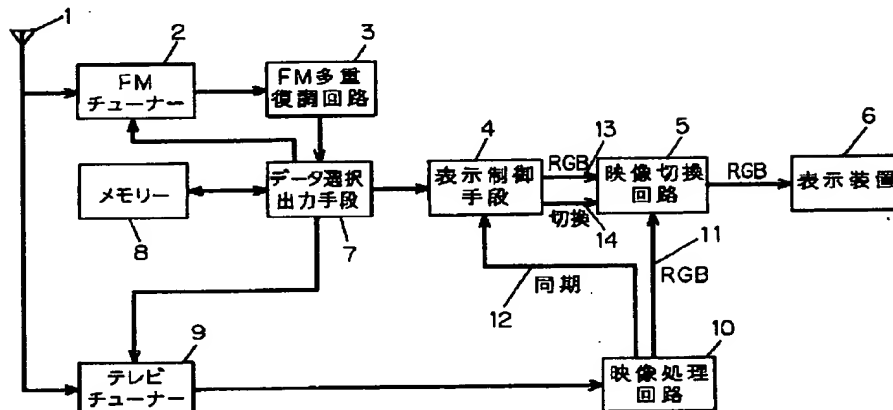 1
2
3
FM
チューナー
FM多重
復調回路
4
RGB
13
5
RGB
6
メモリー
データ選択
出力手段
表示制御
手段
映像切換
回路
表示装置
8
7
切換
14
11
12
同期
RGB
9
10
テレビ
チューナー
映像処理
回路